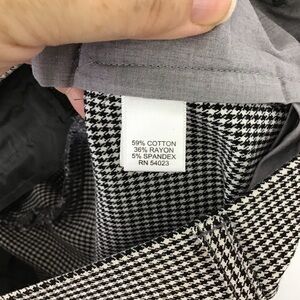 59% COTTON
36% RAYON
5% SPANDEX
RN 54023